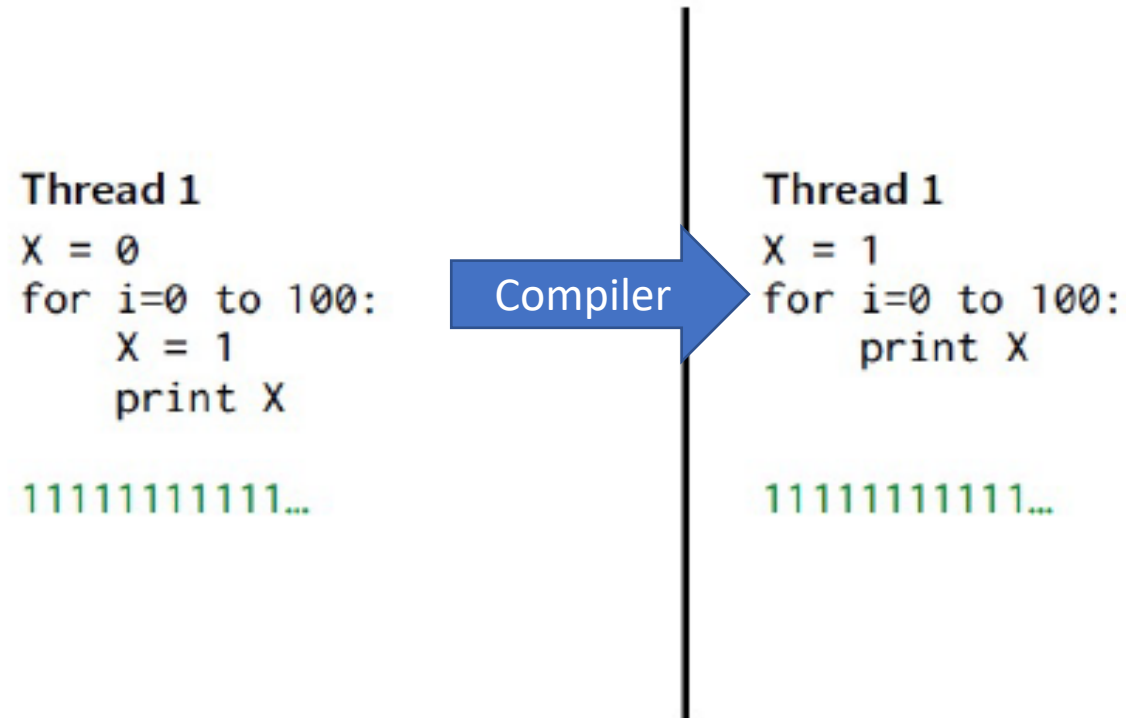 Thread 1
X = 0
for i=0 to 100:
    X = 1
    print X
11111111111…
Compiler
Thread 1
X = 1
for i=0 to 100:
    print X
11111111111…